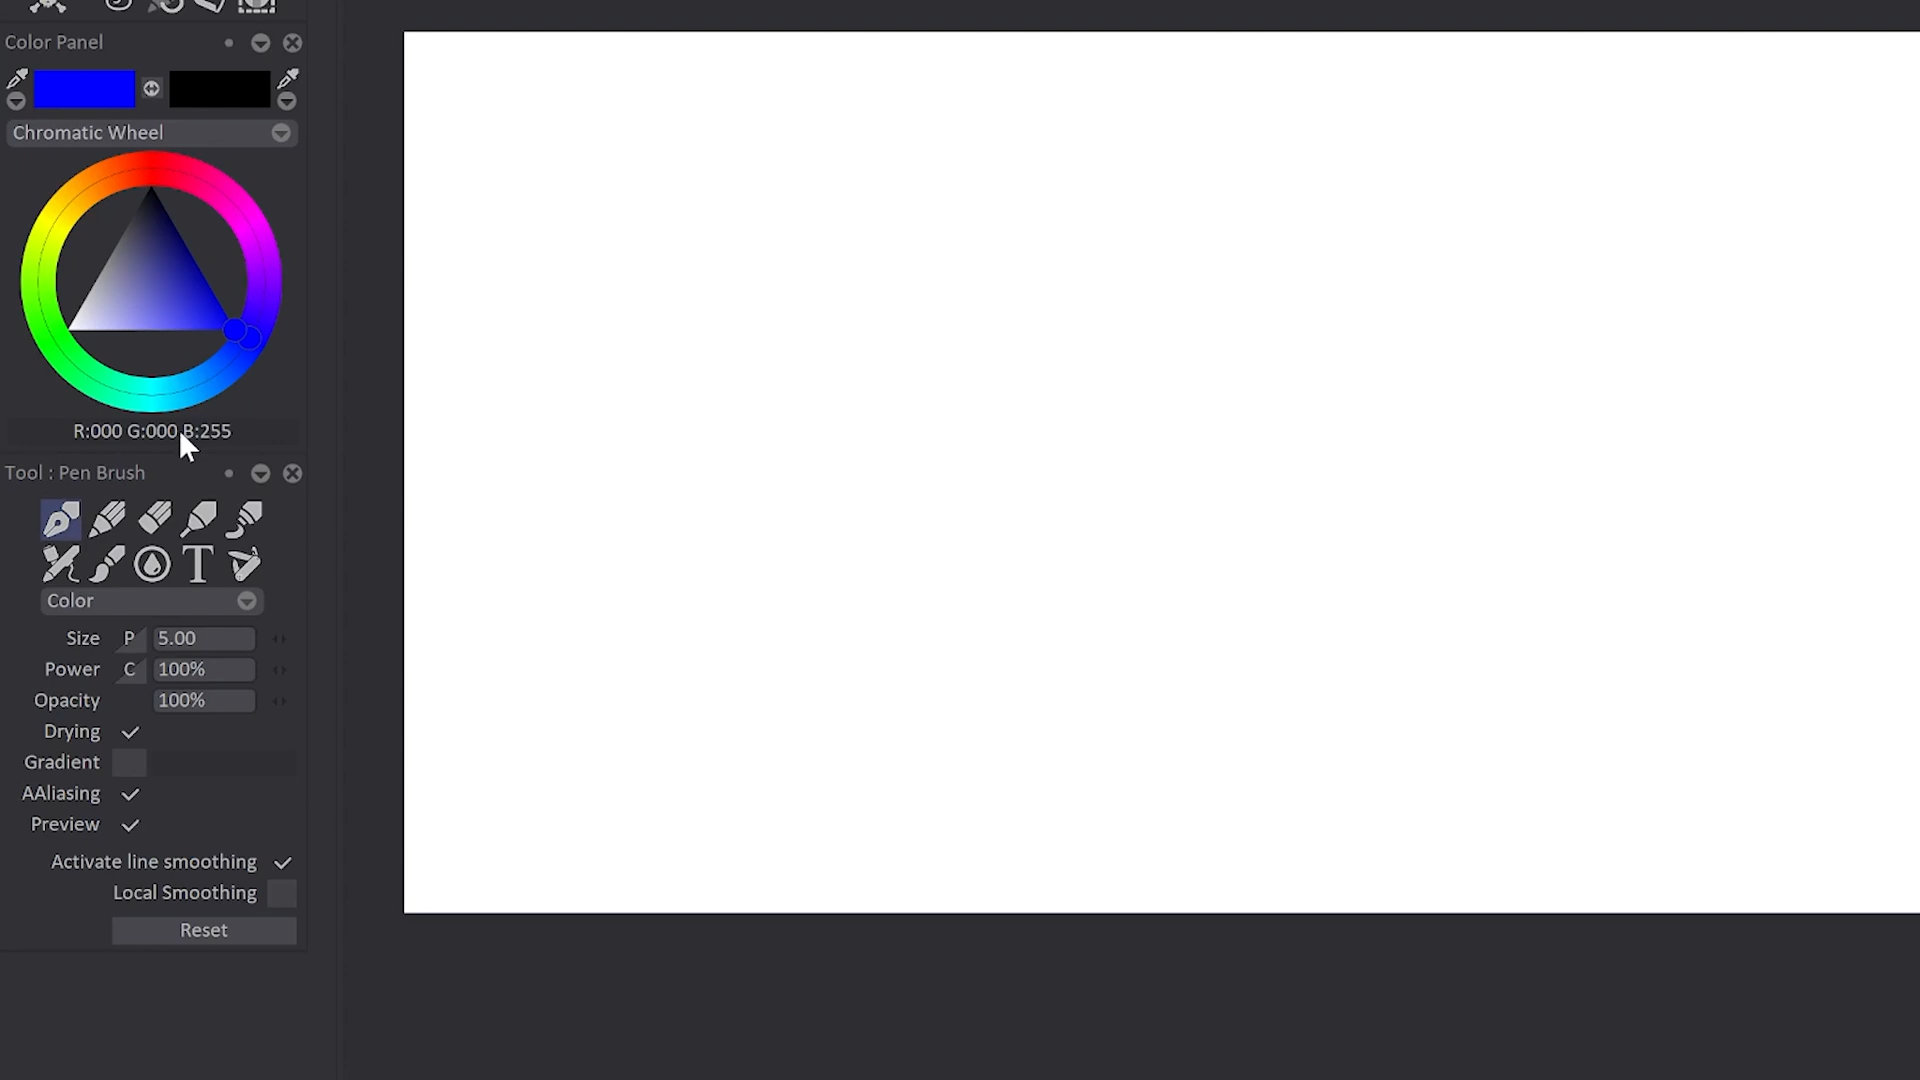 Color Panel
Chromatic Wheel
R:000 G:000 B:255
Tool : Pen Brush
T
Color
Size P 5.00
Power C 100%
Opacity 100%
Drying
Gradient
AAliasing
Preview
Activate line smoothing
Local Smoothing
Reset